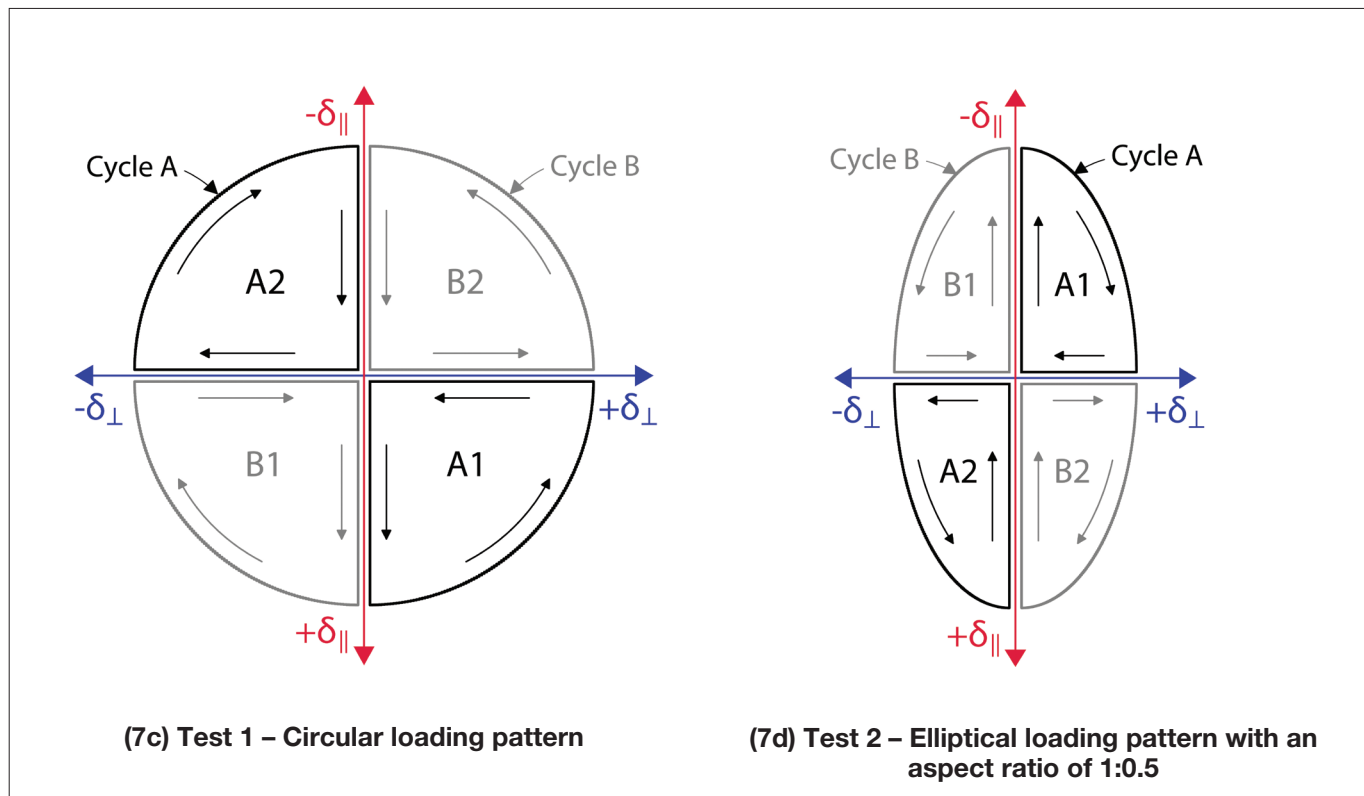 -δ||
Cycle A
Cycle B
A2
B2
-δ⊥
+δ⊥
B1
A1
+δ||
(7c) Test 1 – Circular loading pattern
-δ||
Cycle B
Cycle A
B1
A1
-δ⊥
+δ⊥
A2
B2
+δ||
(7d) Test 2 – Elliptical loading pattern with an
aspect ratio of 1:0.5